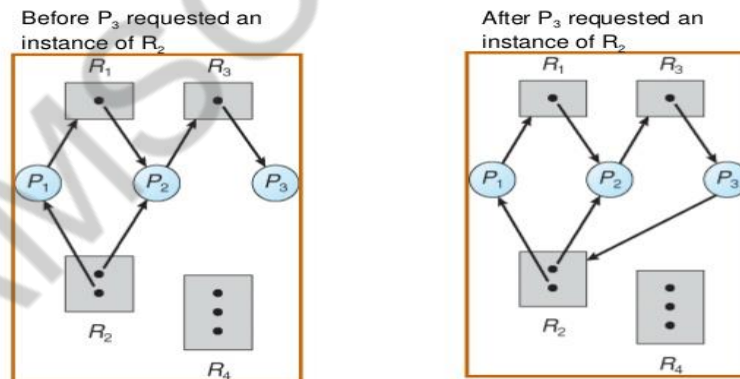 Before P3 requested an
instance of R2
R1 R3
P1 P2 P3
R2
R4
After P3 requested an
instance of R2
R1 R3
P1 P2 P3
R2
R4